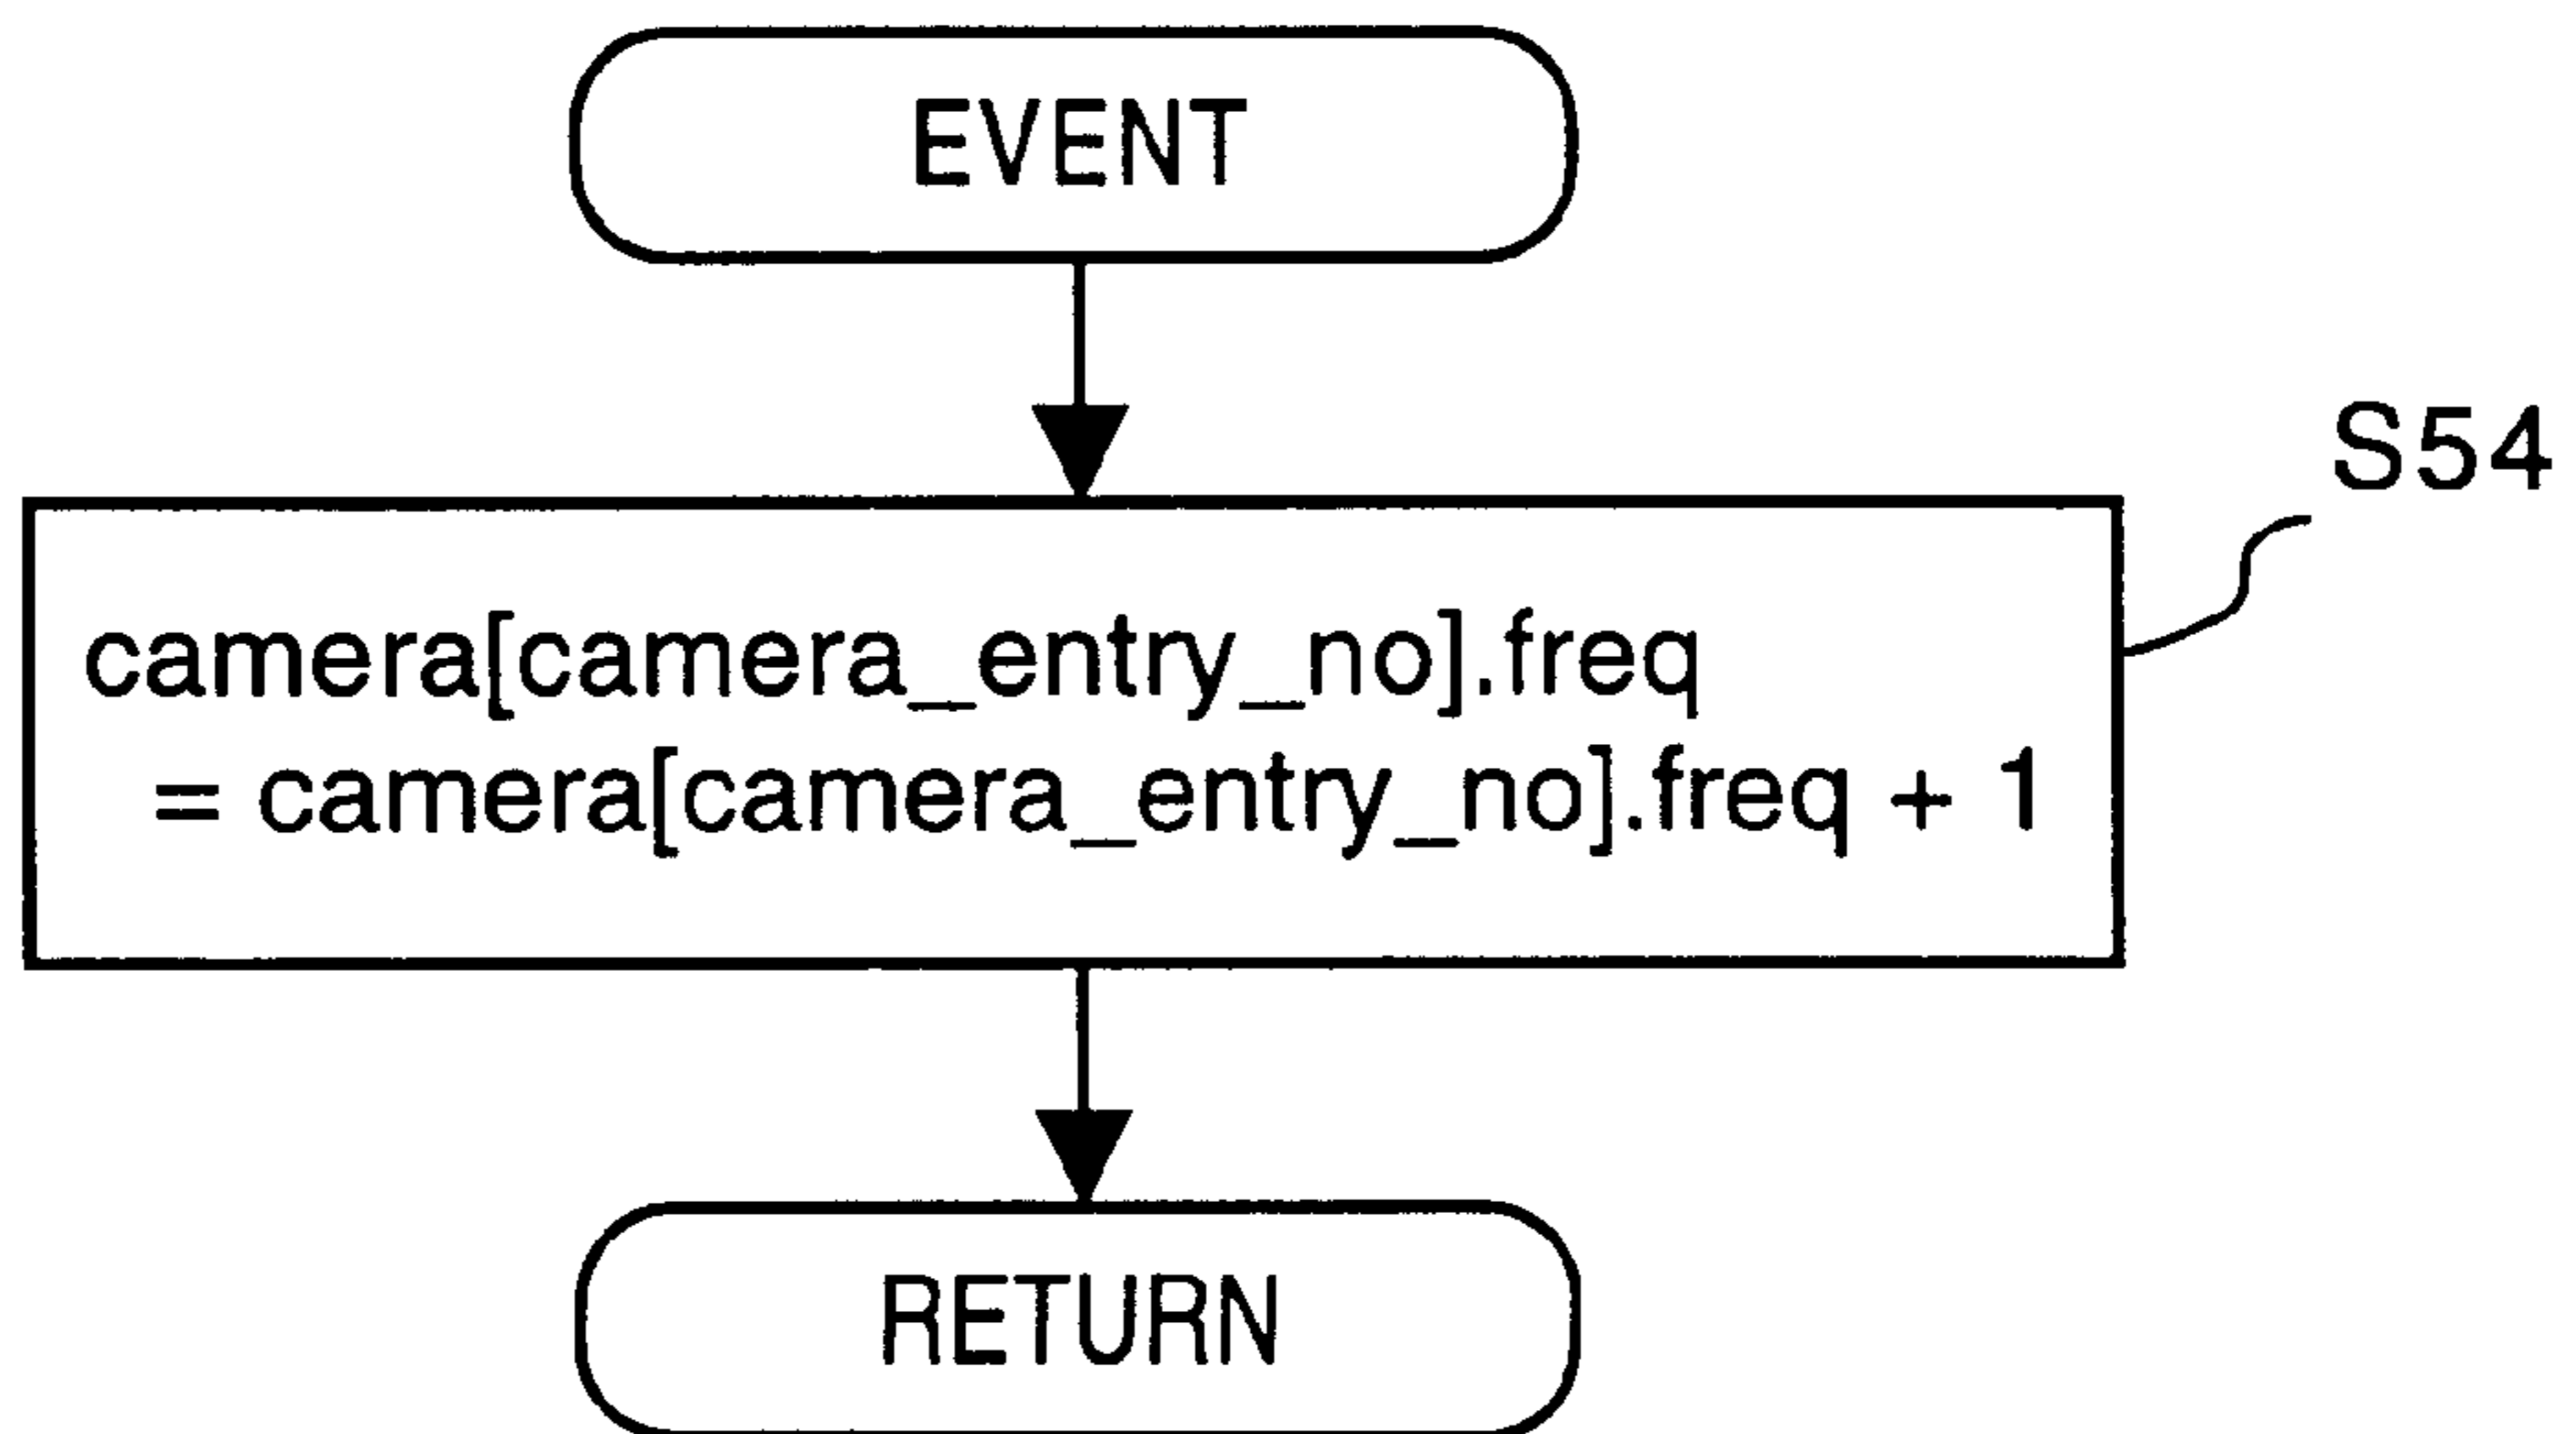 EVENT
S54
camera[camera_entry_no].freq
= camera[camera_entry_no].freq + 1
RETURN